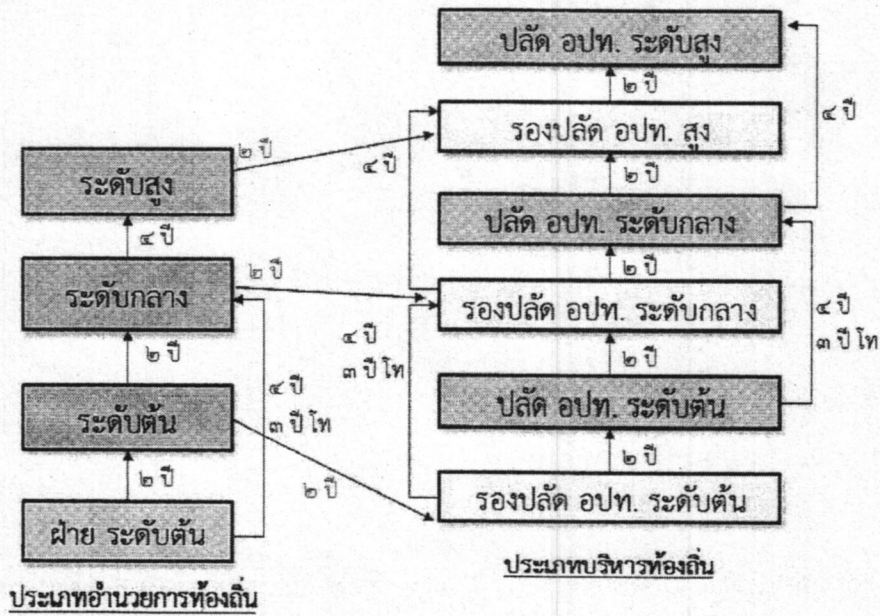 ปลัด อปท. ระดับสูง
๒ ปี
รองปลัด อปท. สูง
๔ ปี
๒ ปี
๔ ปี
๒ ปี
ระดับสูง
ปลัด อปท. ระดับกลาง
๔ ปี
๒ ปี
๒ ปี
ระดับกลาง
รองปลัด อปท. ระดับกลาง
๔ ปี
๓ ปี โท
๔ ปี
๓ ปี โท
๒ ปี
๒ ปี
๔ ปี
๓ ปี โท
ระดับต้น
ปลัด อปท. ระดับต้น
๒ ปี
๒ ปี
๒ ปี
ฝ่าย ระดับต้น
รองปลัด อปท. ระดับต้น
ประเภทบริหารท้องถิ่น
ประเภทอำนวยการท้องถิ่น